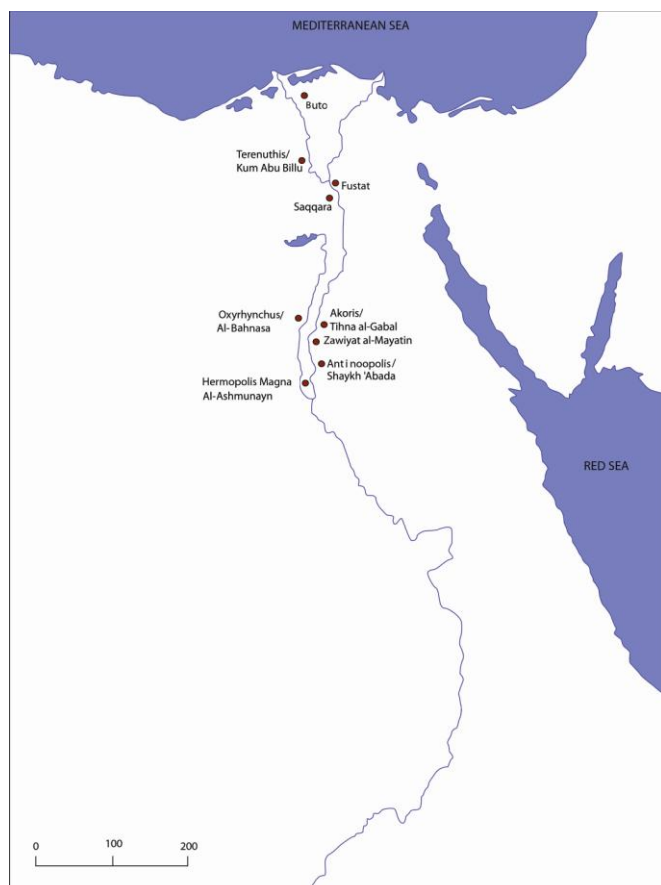 MEDITERRANEAN SEA
Buto
Terenuthis/
Kum Abu Billu
Fustat
Saqqara
Oxyrhynchus/
Al-Bahnasa
Akoris/
Tihna al-Gabal
Zawiyat al-Mayatin
Ant i noopolis/
Shaykh 'Abada
Hermopolis Magna
Al-Ashmunayn
RED SEA
0 100 200